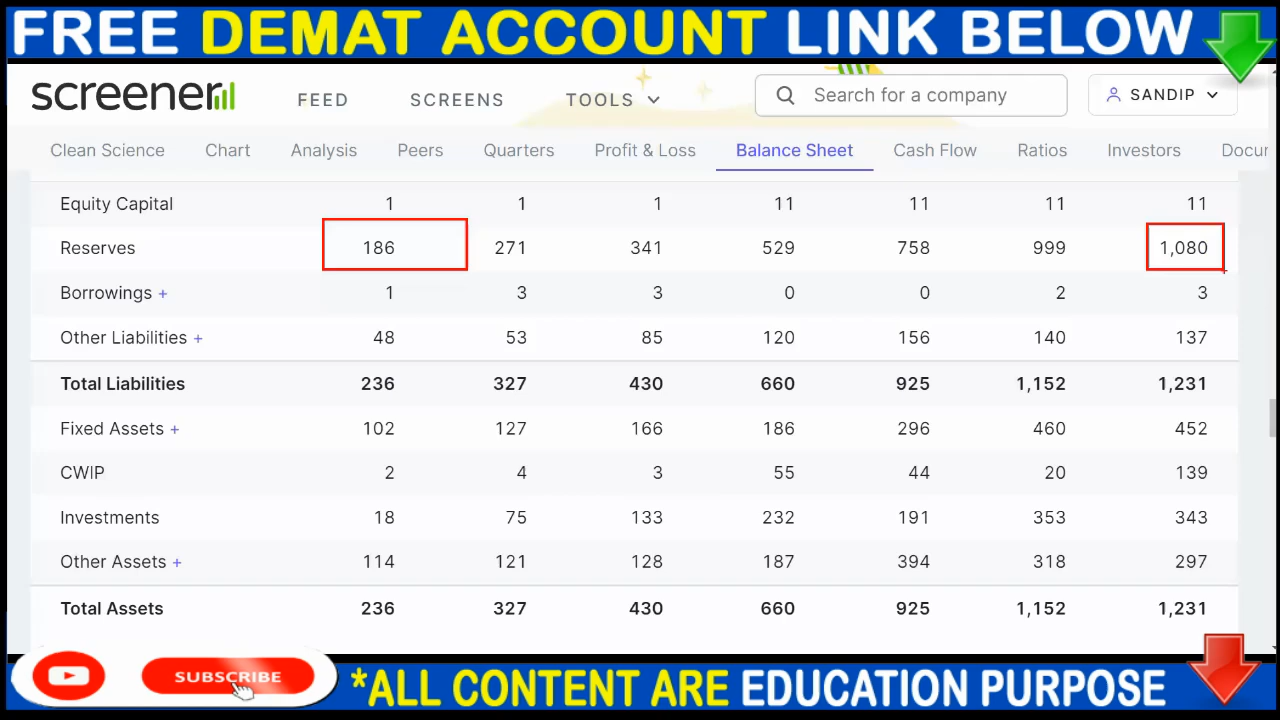 FREE DEMAT ACCOUNT LINK BELOW
screener FEED SCREENS TOOLS Search for a company SANDIP
Clean Science Chart Analysis Peers Quarters Profit & Loss Balance Sheet Cash Flow Ratios Investors Docur
Equity Capital 1 1 1 11 11 11 11
Reserves 186 271 341 529 758 999 1,080
Borrowings + 1 3 3 0 0 2 3
Other Liabilities + 48 53 85 120 156 140 137
Total Liabilities 236 327 430 660 925 1,152 1,231
Fixed Assets + 102 127 166 186 296 460 452
CWIP 2 4 3 55 44 20 139
Investments 18 75 133 232 191 353 343
Other Assets + 114 121 128 187 394 318 297
Total Assets 236 327 430 660 925 1,152 1,231
SUBSCRIBE
*ALL CONTENT ARE EDUCATION PURPOSE